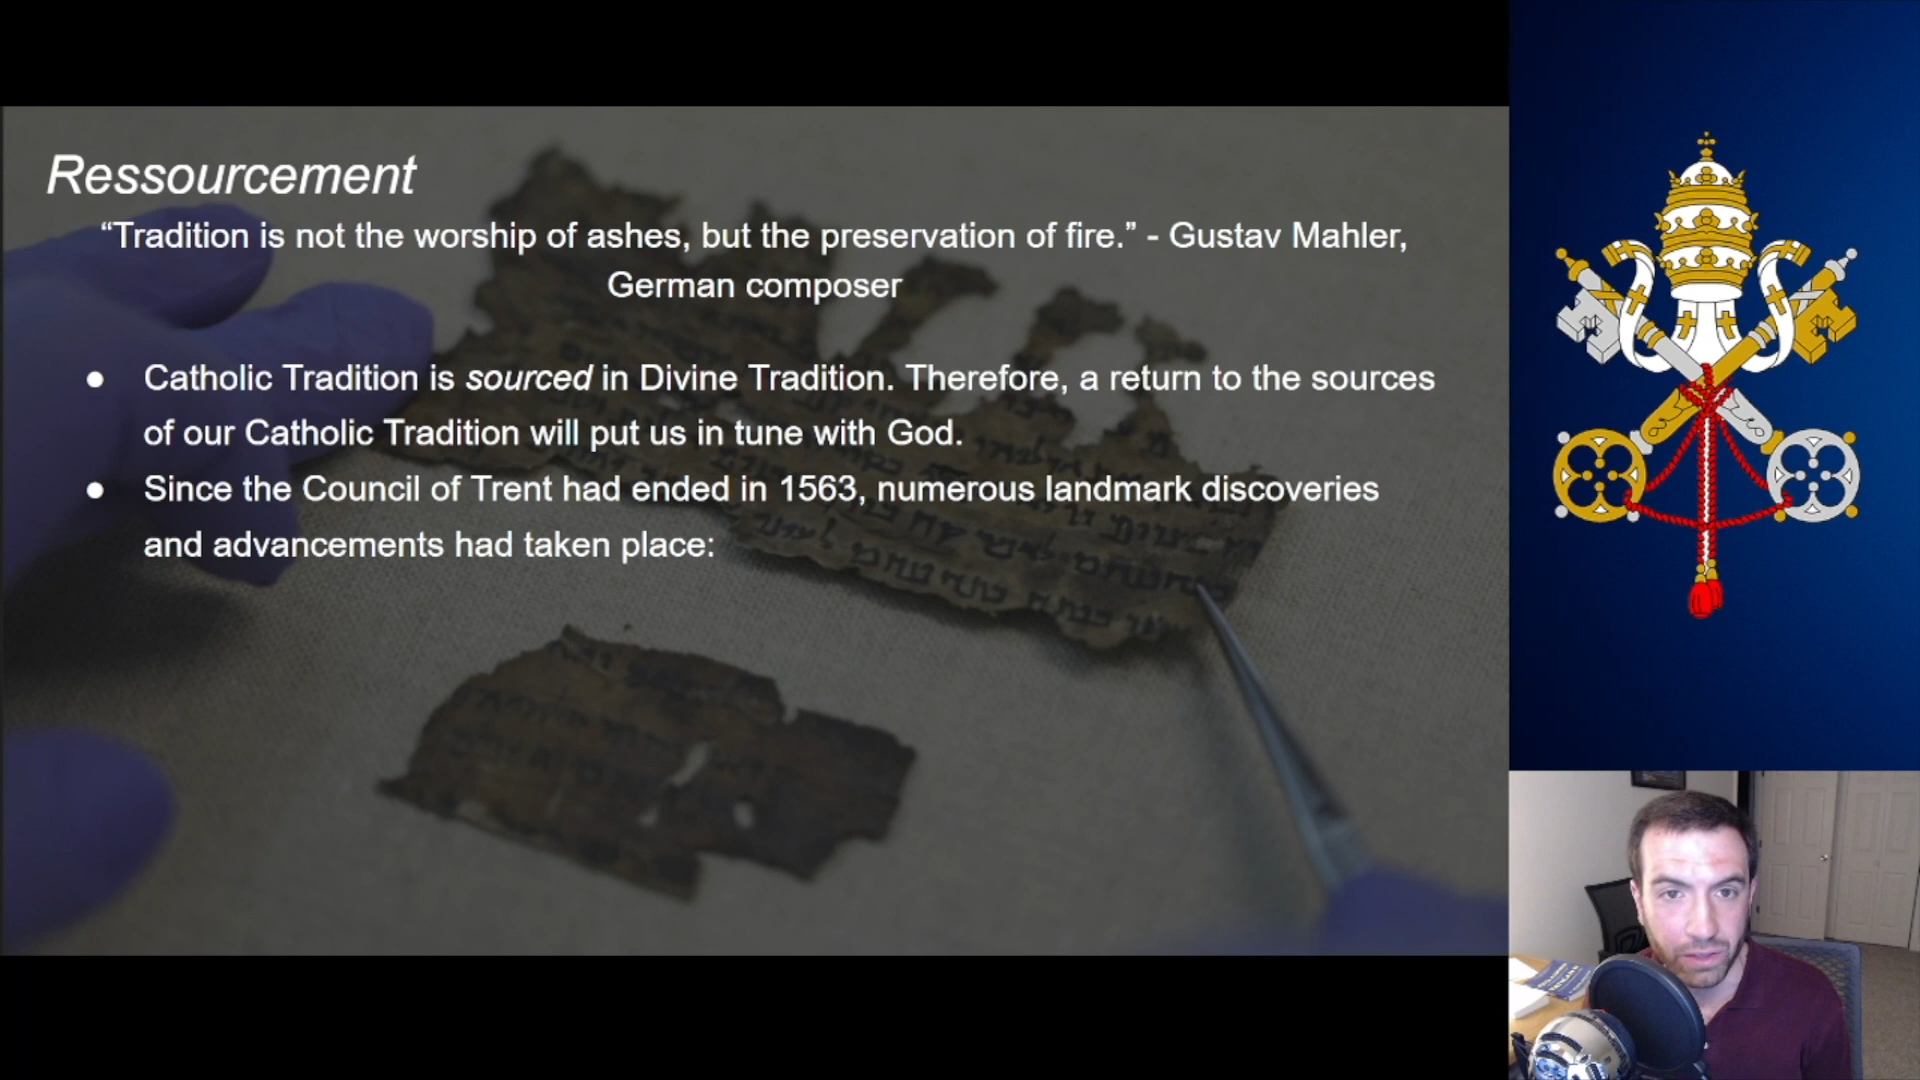 Ressourcement
“Tradition is not the worship of ashes, but the preservation of fire.” - Gustav Mahler,
German composer
● Catholic Tradition is sourced in Divine Tradition. Therefore, a return to the sources
of our Catholic Tradition will put us in tune with God.
● Since the Council of Trent had ended in 1563, numerous landmark discoveries
and advancements had taken place: